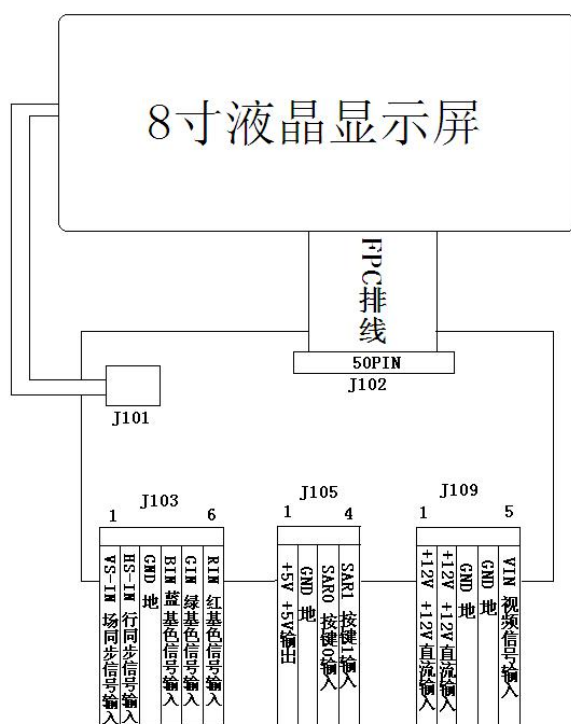 8寸液晶显示屏
FPC排线
50PIN
J102
J101
J103
1
6
VS-IN 场同步信号输入
HS-IN 行同步信号输入
GND 地
BIN 蓝基色信号输入
GIN 绿基色信号输入
RIN 红基色信号输入
J105
1
4
+5V +5V输出
GND 地
SAR0 按键0输入
SAR1 按键1输入
J109
1
5
+12V +12V直流输入
+12V +12V直流输入
GND 地
GND 地
VIN 视频信号输入